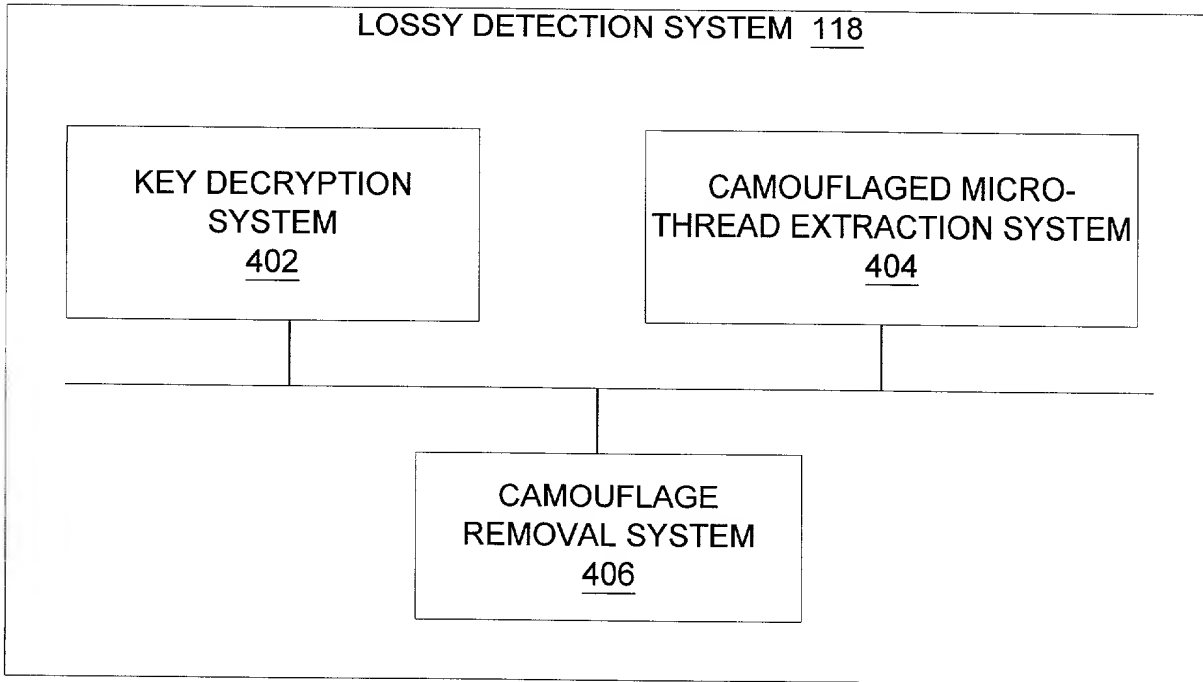 LOSSY DETECTION SYSTEM 118
KEY DECRYPTION
SYSTEM
402
CAMOUFLAGED MICRO-
THREAD EXTRACTION SYSTEM
404
CAMOUFLAGE
REMOVAL SYSTEM
406